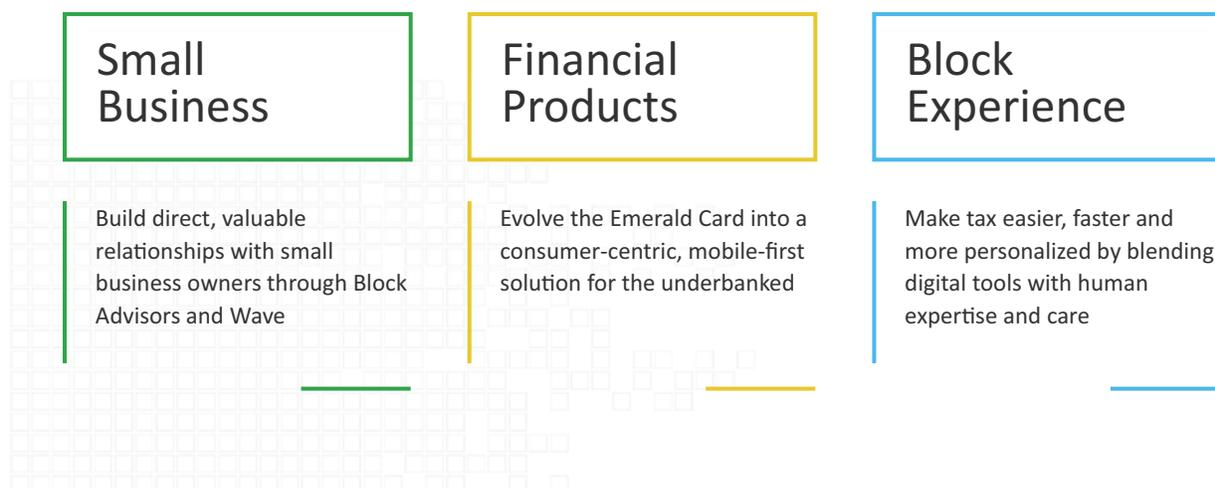 Small
Business
Build direct, valuable
relationships with small
business owners through Block
Advisors and Wave
Financial
Products
Evolve the Emerald Card into a
consumer-centric, mobile-first
solution for the underbanked
Block
Experience
Make tax easier, faster and
more personalized by blending
digital tools with human
expertise and care